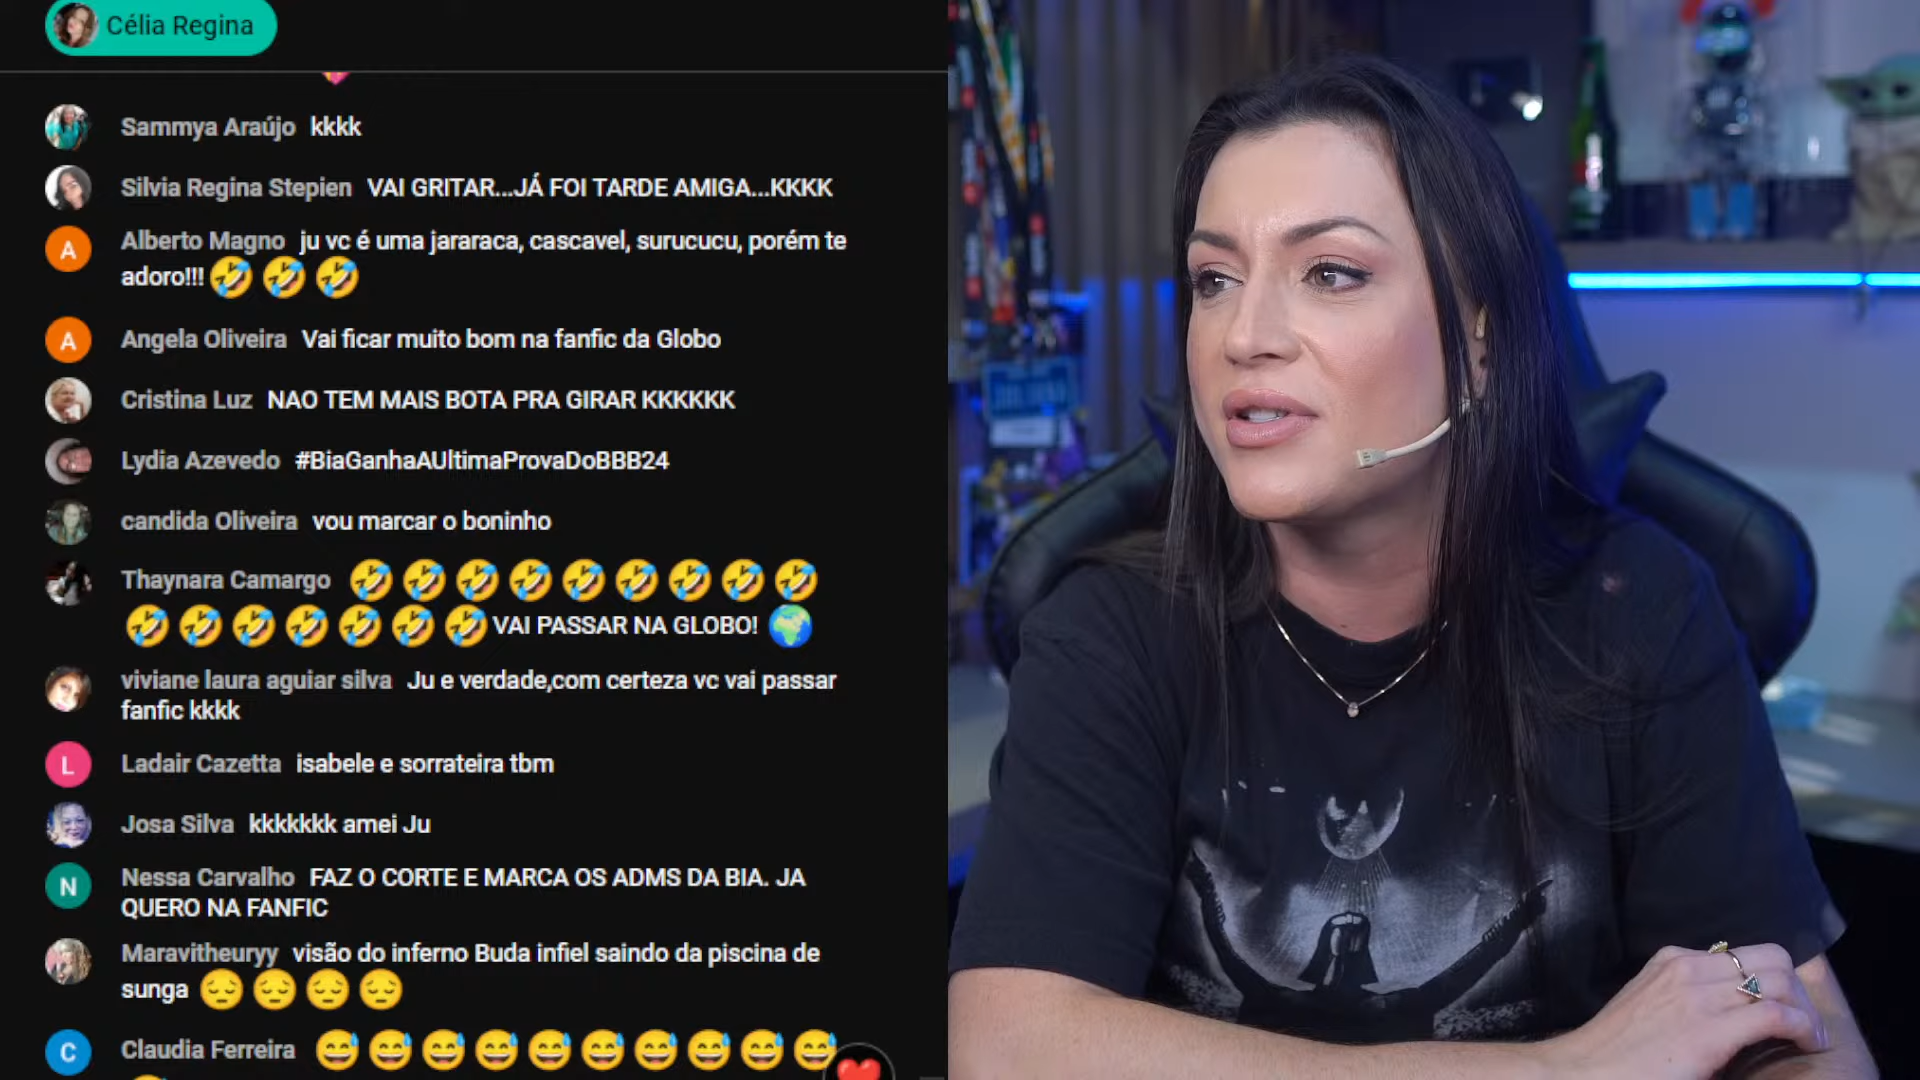 Célia Regina
Sammya Araújo kkkk
Silvia Regina Stepien VAI GRITAR...JÁ FOI TARDE AMIGA...KKKK
Alberto Magno ju vc é uma jararaca, cascavel, surucucu, porém te
adoro!!! 🤣 🤣 🤣
Angela Oliveira Vai ficar muito bom na fanfic da Globo
Cristina Luz NAO TEM MAIS BOTA PRA GIRAR KKKKKK
Lydia Azevedo #BiaGanhaAUltimaProvaDoBBB24
candida Oliveira vou marcar o boninho
Thaynara Camargo 🤣 🤣 🤣 🤣 🤣 🤣 🤣 🤣 🤣
🤣 🤣 🤣 🤣 🤣 🤣 🤣 VAI PASSAR NA GLOBO! 🌍
viviane laura aguiar silva Ju e verdade,com certeza vc vai passar
fanfic kkkk
Ladair Cazetta isabele e sorrateira tbm
Josa Silva kkkkkkk amei Ju
Nessa Carvalho FAZ O CORTE E MARCA OS ADMS DA BIA. JA
QUERO NA FANFIC
Maravitheuryy visão do inferno Buda infiel saindo da piscina de
sunga 😔 😔 😔 😔
Claudia Ferreira 😅 😅 😅 😅 😅 😅 😅 😅 😅 😅
A
A
L
N
C